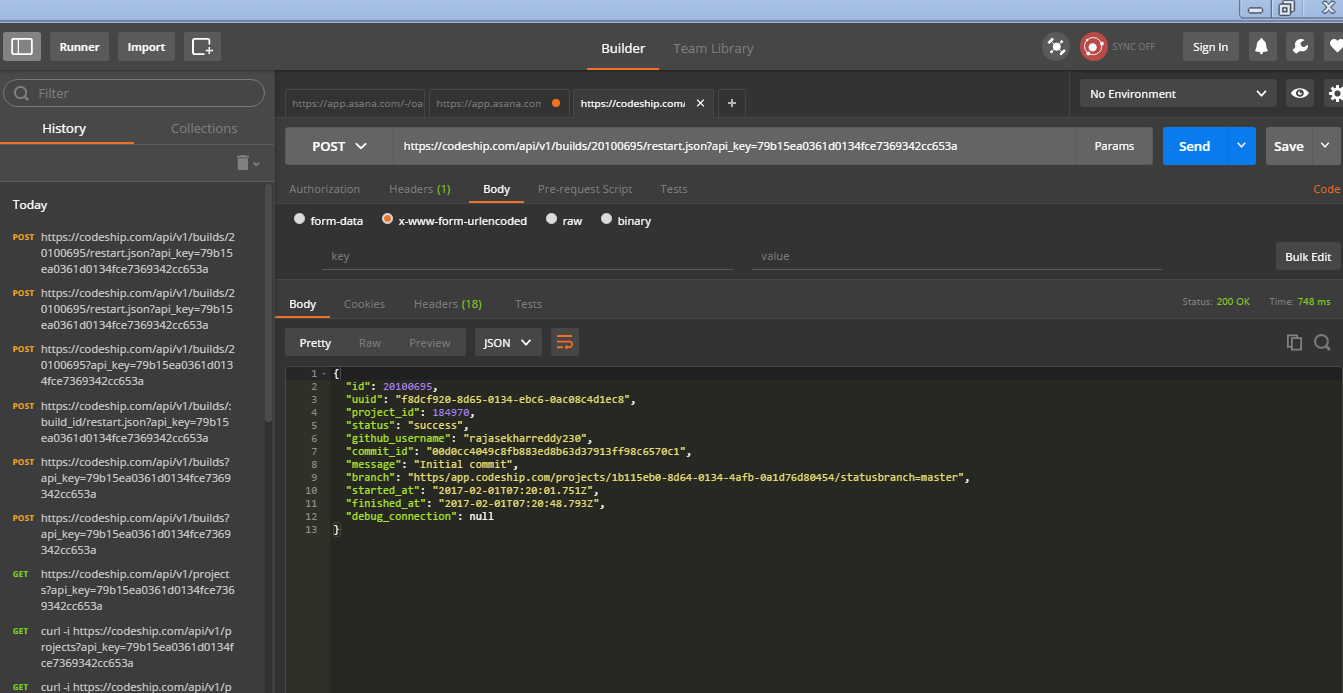 Runner
Import
Builder
Team Library
SYNC OFF
Sign In
Filter
History
Collections
Today
POST https://codeship.com/api/v1/builds/2
0100695/restart.json?api_key=79b15
ea0361d0134fce7369342cc653a
POST https://codeship.com/api/v1/builds/2
0100695/restart.json?api_key=79b15
ea0361d0134fce7369342cc653a
POST https://codeship.com/api/v1/builds/2
0100695?api_key=79b15ea0361d013
4fce7369342cc653a
POST https://codeship.com/api/v1/builds/:
build_id/restart.json?api_key=79b15
ea0361d0134fce7369342cc653a
POST https://codeship.com/api/v1/builds?
api_key=79b15ea0361d0134fce7369
342cc653a
POST https://codeship.com/api/v1/builds?
api_key=79b15ea0361d0134fce7369
342cc653a
GET https://codeship.com/api/v1/project
s?api_key=79b15ea0361d0134fce736
9342cc653a
GET curl -i https://codeship.com/api/v1/p
rojects?api_key=79b15ea0361d0134f
ce7369342cc653a
GET curl -i https://codeship.com/api/v1/p
https://app.asana.com/-/oa
https://app.asana.con
https://codeship.com/
No Environment
POST
https://codeship.com/api/v1/builds/20100695/restart.json?api_key=79b15ea0361d0134fce7369342cc653a
Params
Send
Save
Authorization
Headers (1)
Body
Pre-request Script
Tests
Code
form-data
x-www-form-urlencoded
raw
binary
key
value
Bulk Edit
Body
Cookies
Headers (18)
Tests
Status: 200 OK
Time: 748 ms
Pretty
Raw
Preview
JSON
1 {
2 "id": 20100695,
3 "uuid": "f8dcf920-8d65-0134-ebc6-0ac08c4d1ec8",
4 "project_id": 184970,
5 "status": "success",
6 "github_username": "rajasekharreddy230",
7 "commit_id": "00d0cc4049c8fb883ed8b63d37913ff98c6570c1",
8 "message": "Initial commit",
9 "branch": "https/app.codeship.com/projects/1b115eb0-8d64-0134-4afb-0a1d76d80454/statusbranch=master",
10 "started_at": "2017-02-01T07:20:01.751Z",
11 "finished_at": "2017-02-01T07:20:48.793Z",
12 "debug_connection": null
13 }